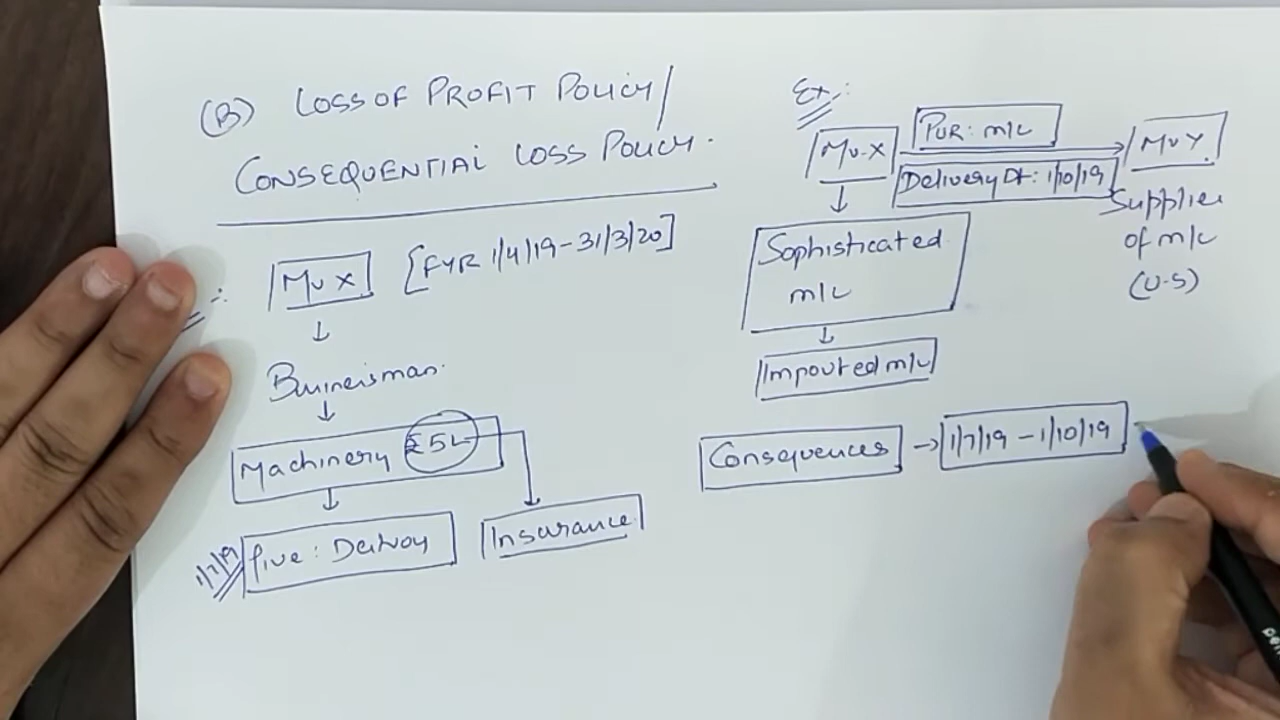 (B) LOSS OF PROFIT POLICY/
CONSEQUENTIAL LOSS POLICY.
Mr X [FYR 1/4/19-31/3/20]
Businessman.
Machinery ₹5L
1/7/19 fire: Destroy
Insurance
Ex:
Mr. X PUR: m/c Mr Y.
Delivery Dt: 1/10/19
Supplier
of m/c
(U.S)
Sophisticated
m/c
Imported m/c
Consequences → 1/7/19 - 1/10/19